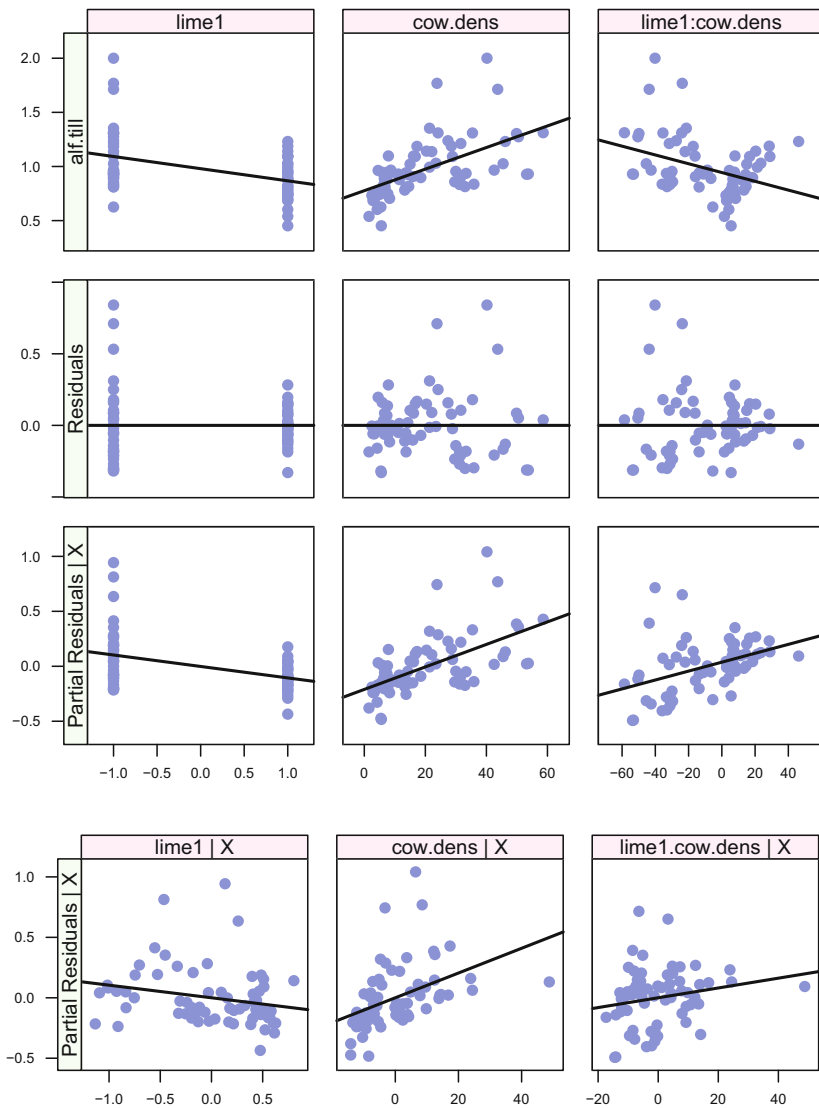 lime1 cow.dens lime1:cow.dens
alf.till
2.0
1.5
1.0
0.5
Residuals
0.5
0.0
Partial Residuals | X
1.0
0.5
0.0
−0.5
−1.0 −0.5 0.0 0.5 1.0 0 20 40 60 −60 −40 −20 0 20 40
lime1 | X cow.dens | X lime1.cow.dens | X
Partial Residuals | X
1.0
0.5
0.0
−0.5
−1.0 −0.5 0.0 0.5 0 20 40 −20 0 20 40